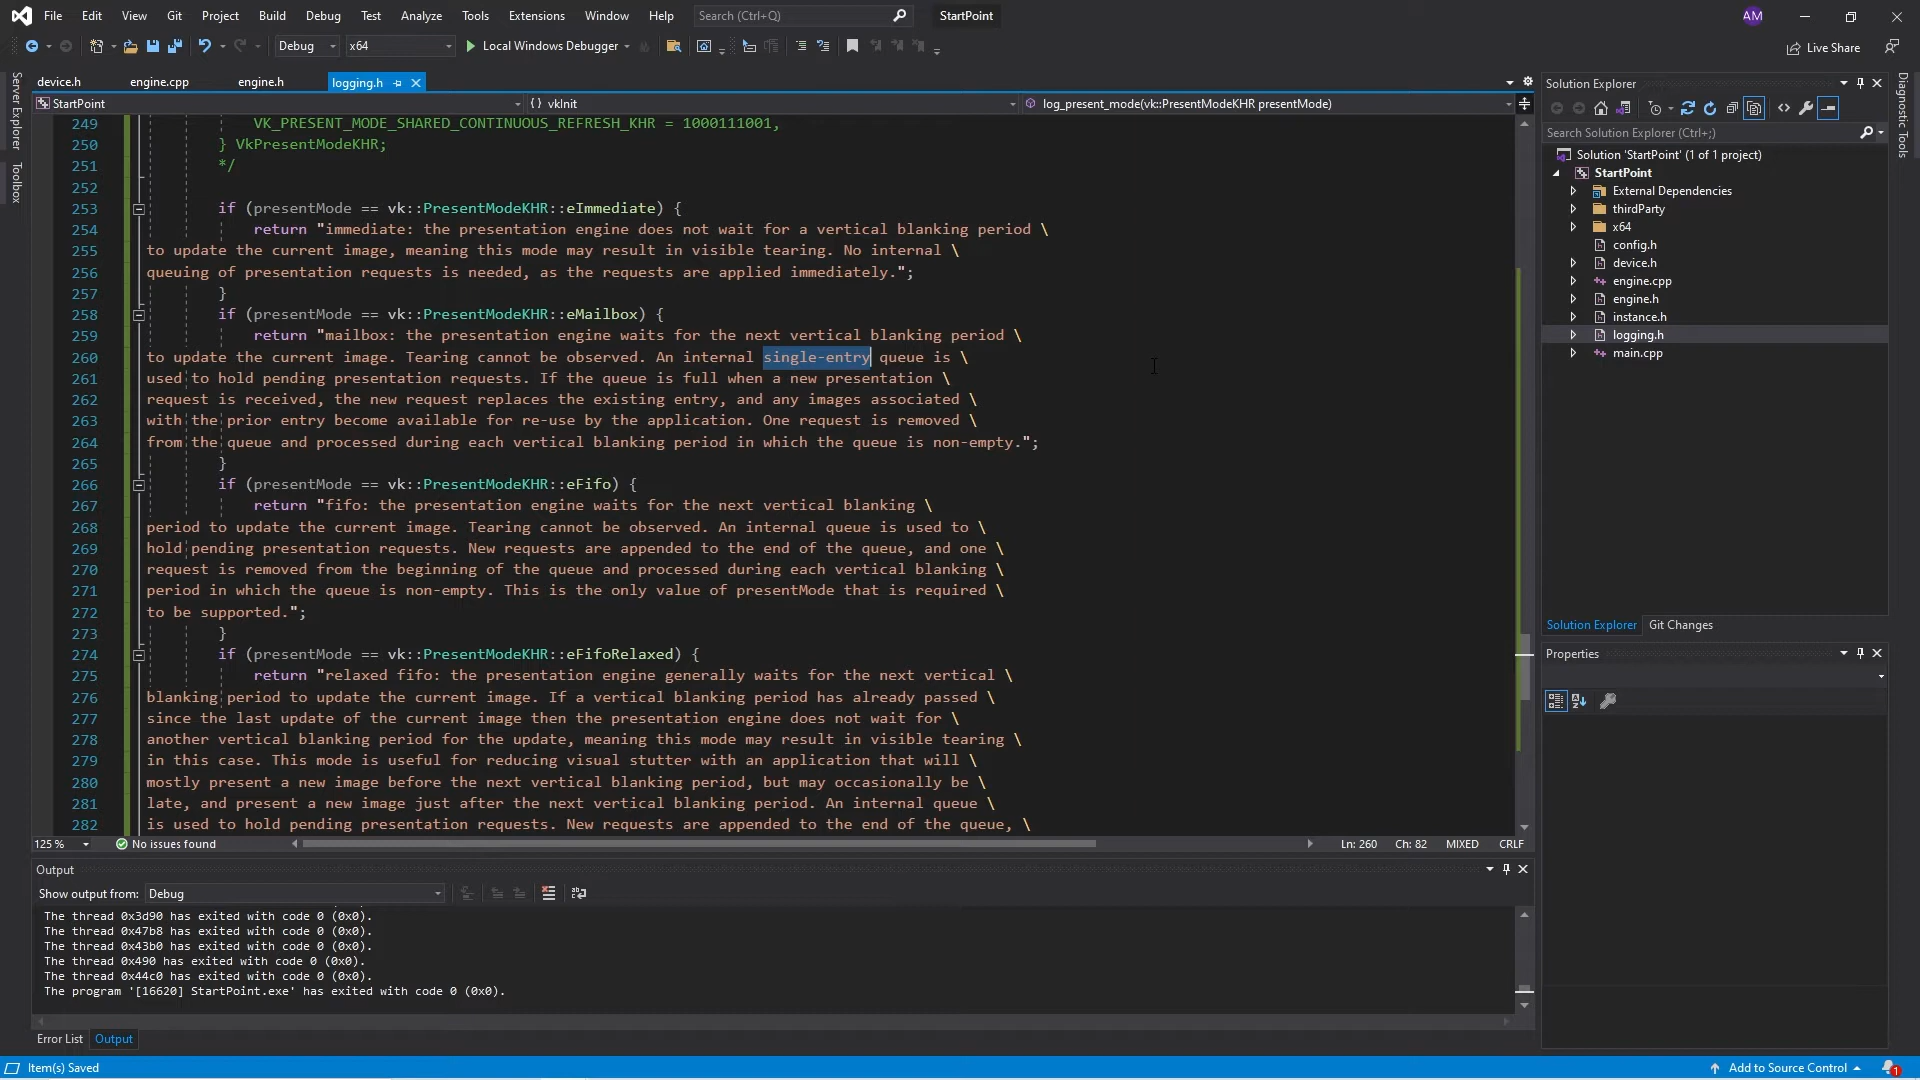 File Edit View Git Project Build Debug Test Analyze Tools Extensions Window Help Search (Ctrl+Q) StartPoint AM
Debug x64 Local Windows Debugger Live Share
Server Explorer
Toolbox
Diagnostic Tools
device.h engine.cpp engine.h logging.h
StartPoint {} vkInit log_present_mode(vk::PresentModeKHR presentMode)
249 VK_PRESENT_MODE_SHARED_CONTINUOUS_REFRESH_KHR = 1000111001,
250 } VkPresentModeKHR;
251 */
252
253 if (presentMode == vk::PresentModeKHR::eImmediate) {
254 return "immediate: the presentation engine does not wait for a vertical blanking period \
255 to update the current image, meaning this mode may result in visible tearing. No internal \
256 queuing of presentation requests is needed, as the requests are applied immediately.";
257 }
258 if (presentMode == vk::PresentModeKHR::eMailbox) {
259 return "mailbox: the presentation engine waits for the next vertical blanking period \
260 to update the current image. Tearing cannot be observed. An internal single-entry queue is \
261 used to hold pending presentation requests. If the queue is full when a new presentation \
262 request is received, the new request replaces the existing entry, and any images associated \
263 with the prior entry become available for re-use by the application. One request is removed \
264 from the queue and processed during each vertical blanking period in which the queue is non-empty.";
265 }
266 if (presentMode == vk::PresentModeKHR::eFifo) {
267 return "fifo: the presentation engine waits for the next vertical blanking \
268 period to update the current image. Tearing cannot be observed. An internal queue is used to \
269 hold pending presentation requests. New requests are appended to the end of the queue, and one \
270 request is removed from the beginning of the queue and processed during each vertical blanking \
271 period in which the queue is non-empty. This is the only value of presentMode that is required \
272 to be supported.";
273 }
274 if (presentMode == vk::PresentModeKHR::eFifoRelaxed) {
275 return "relaxed fifo: the presentation engine generally waits for the next vertical \
276 blanking period to update the current image. If a vertical blanking period has already passed \
277 since the last update of the current image then the presentation engine does not wait for \
278 another vertical blanking period for the update, meaning this mode may result in visible tearing \
279 in this case. This mode is useful for reducing visual stutter with an application that will \
280 mostly present a new image before the next vertical blanking period, but may occasionally be \
281 late, and present a new image just after the next vertical blanking period. An internal queue \
282 is used to hold pending presentation requests. New requests are appended to the end of the queue, \
125 % No issues found Ln: 260 Ch: 82 MIXED CRLF
Output
Show output from: Debug
The thread 0x3d90 has exited with code 0 (0x0).
The thread 0x47b8 has exited with code 0 (0x0).
The thread 0x43b0 has exited with code 0 (0x0).
The thread 0x490 has exited with code 0 (0x0).
The thread 0x44c0 has exited with code 0 (0x0).
The program '[16620] StartPoint.exe' has exited with code 0 (0x0).
Error List Output
Solution Explorer
Search Solution Explorer (Ctrl+;)
Solution 'StartPoint' (1 of 1 project)
StartPoint
External Dependencies
thirdParty
x64
config.h
device.h
engine.cpp
engine.h
instance.h
logging.h
main.cpp
Solution Explorer Git Changes
Properties
Item(s) Saved Add to Source Control 1